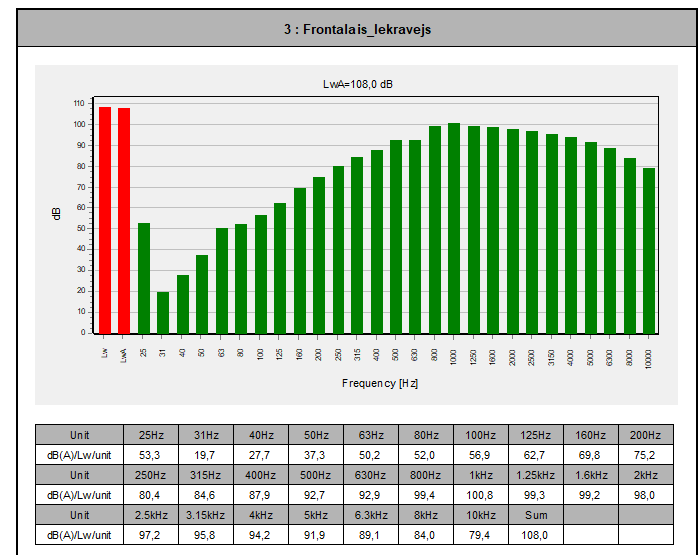 3 : Frontalais_lekravejs
LwA=108,0 dB
dB
110
100
90
80
70
60
50
40
30
20
10
0
Lw LwA 25 31 40 50 63 80 100 125 160 200 250 315 400 500 630 800 1000 1250 1600 2000 2500 3150 4000 5000 6300 8000 10000
Frequency [Hz]
Unit 25Hz 31Hz 40Hz 50Hz 63Hz 80Hz 100Hz 125Hz 160Hz 200Hz
dB(A)/Lw/unit 53,3 19,7 27,7 37,3 50,2 52,0 56,9 62,7 69,8 75,2
Unit 250Hz 315Hz 400Hz 500Hz 630Hz 800Hz 1kHz 1.25kHz 1.6kHz 2kHz
dB(A)/Lw/unit 80,4 84,6 87,9 92,7 92,9 99,4 100,8 99,3 99,2 98,0
Unit 2.5kHz 3.15kHz 4kHz 5kHz 6.3kHz 8kHz 10kHz Sum
dB(A)/Lw/unit 97,2 95,8 94,2 91,9 89,1 84,0 79,4 108,0